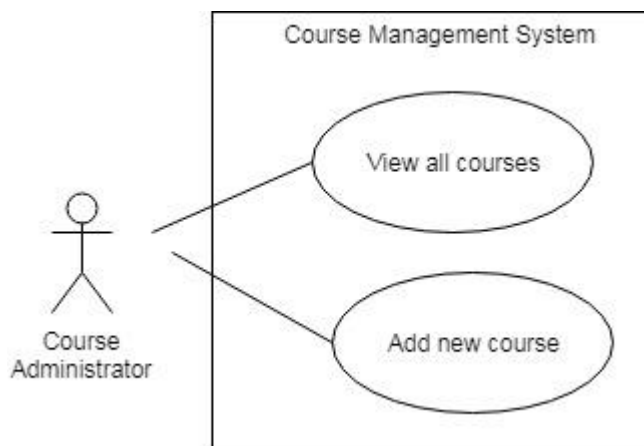 Course Management System
View all courses
Course
Administrator
Add new course